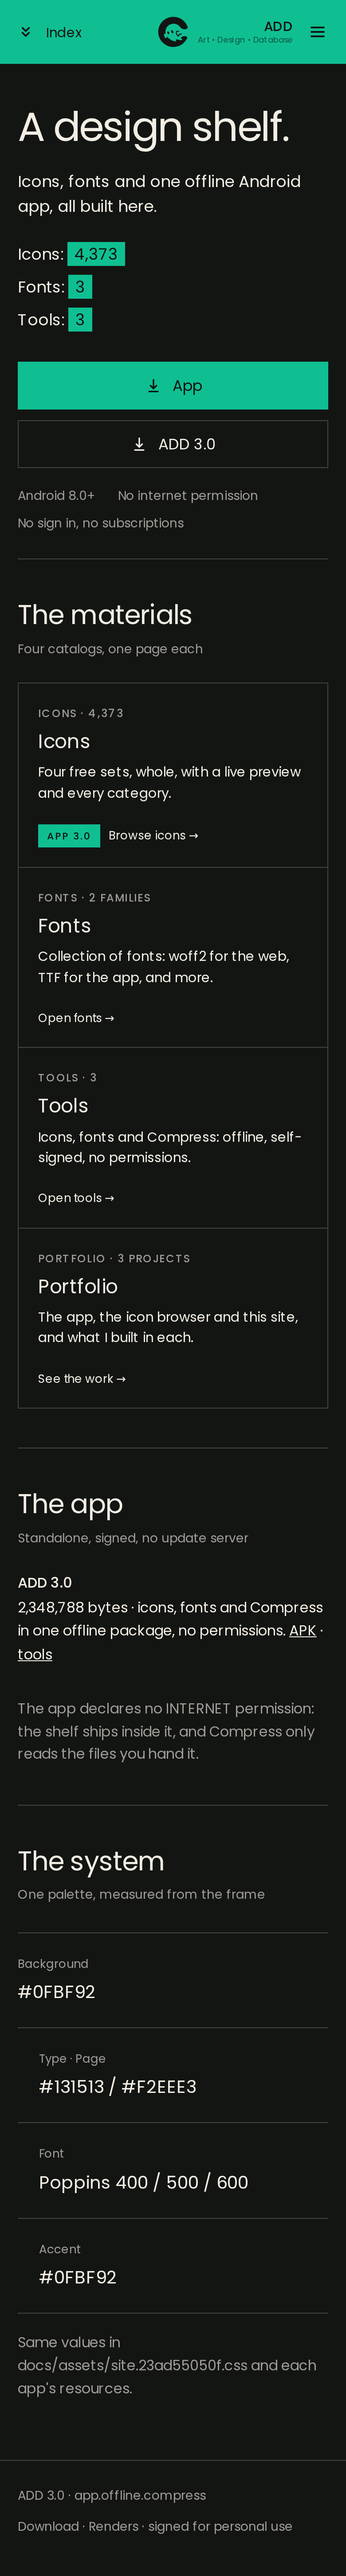 Index
ADD
Art • Design • Database
A design shelf.
Icons, fonts and one offline Android
app, all built here.
Icons: 4,373
Fonts: 3
Tools: 3
App
ADD 3.0
Android 8.0+ No internet permission
No sign in, no subscriptions
The materials
Four catalogs, one page each
ICONS · 4,373
Icons
Four free sets, whole, with a live preview
and every category.
APP 3.0 Browse icons →
FONTS · 2 FAMILIES
Fonts
Collection of fonts: woff2 for the web,
TTF for the app, and more.
Open fonts →
TOOLS · 3
Tools
Icons, fonts and Compress: offline, self-
signed, no permissions.
Open tools →
PORTFOLIO · 3 PROJECTS
Portfolio
The app, the icon browser and this site,
and what I built in each.
See the work →
The app
Standalone, signed, no update server
ADD 3.0
2,348,788 bytes · icons, fonts and Compress
in one offline package, no permissions. APK ·
tools
The app declares no INTERNET permission:
the shelf ships inside it, and Compress only
reads the files you hand it.
The system
One palette, measured from the frame
Background
#0FBF92
Type · Page
#131513 / #F2EEE3
Font
Poppins 400 / 500 / 600
Accent
#0FBF92
Same values in
docs/assets/site.23ad55050f.css and each
app's resources.
ADD 3.0 · app.offline.compress
Download · Renders · signed for personal use